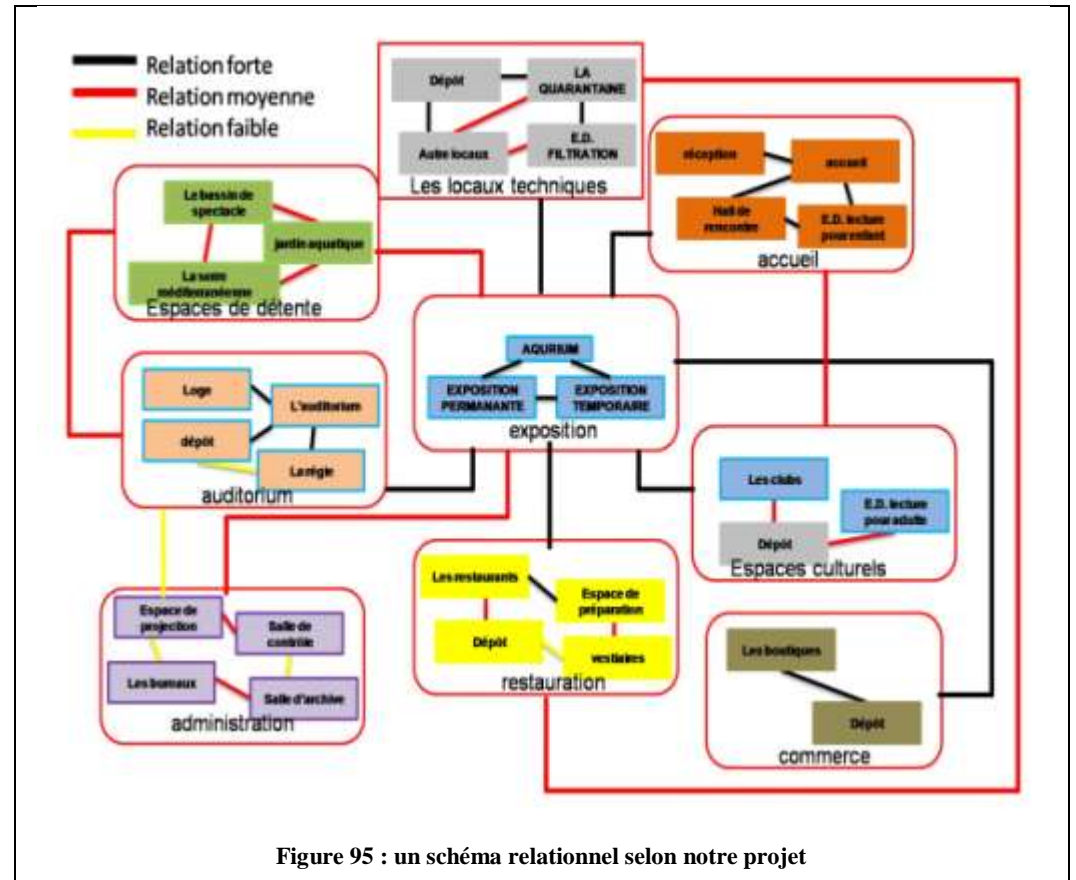 Relation forte
Relation moyenne
Relation faible
Dépôt
LA
QUARANTAINE
Autre locaux
E.D.
FILTRATION
Les locaux techniques
réception
accueil
Hall de
rencontre
E.D. lecture
pour enfant
accueil
Le bassin de
spectacle
jardin aquatique
La serre
méditerranéenne
Espaces de détente
AQURIUM
EXPOSITION
PERMANANTE
EXPOSITION
TEMPORAIRE
exposition
Loge
L'auditorium
dépôt
La régie
auditorium
Les clubs
E.D. lecture
pour adulte
Dépôt
Espaces culturels
Espace de
projection
Salle de
contrôle
Les bureaux
Salle d'archive
administration
Les restaurants
Espace de
préparation
Dépôt
vestiaires
restauration
Les boutiques
Dépôt
commerce
Figure 95 : un schéma relationnel selon notre projet